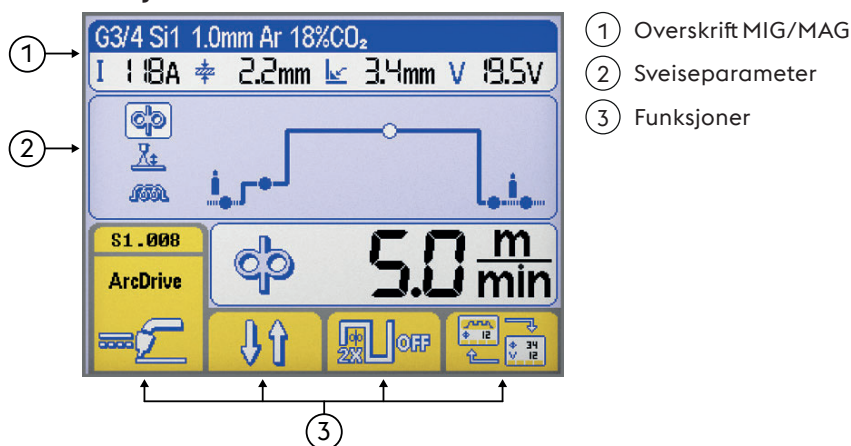 G3/4 Si1 1.0mm Ar 18%CO₂
I 118A 2.2mm 3.4mm V 19.5V
S1.008
ArcDrive
5.0 m/min
2X OFF
12
34
V 12
1
2
3
1 Overskrift MIG/MAG
2 Sveiseparameter
3 Funksjoner